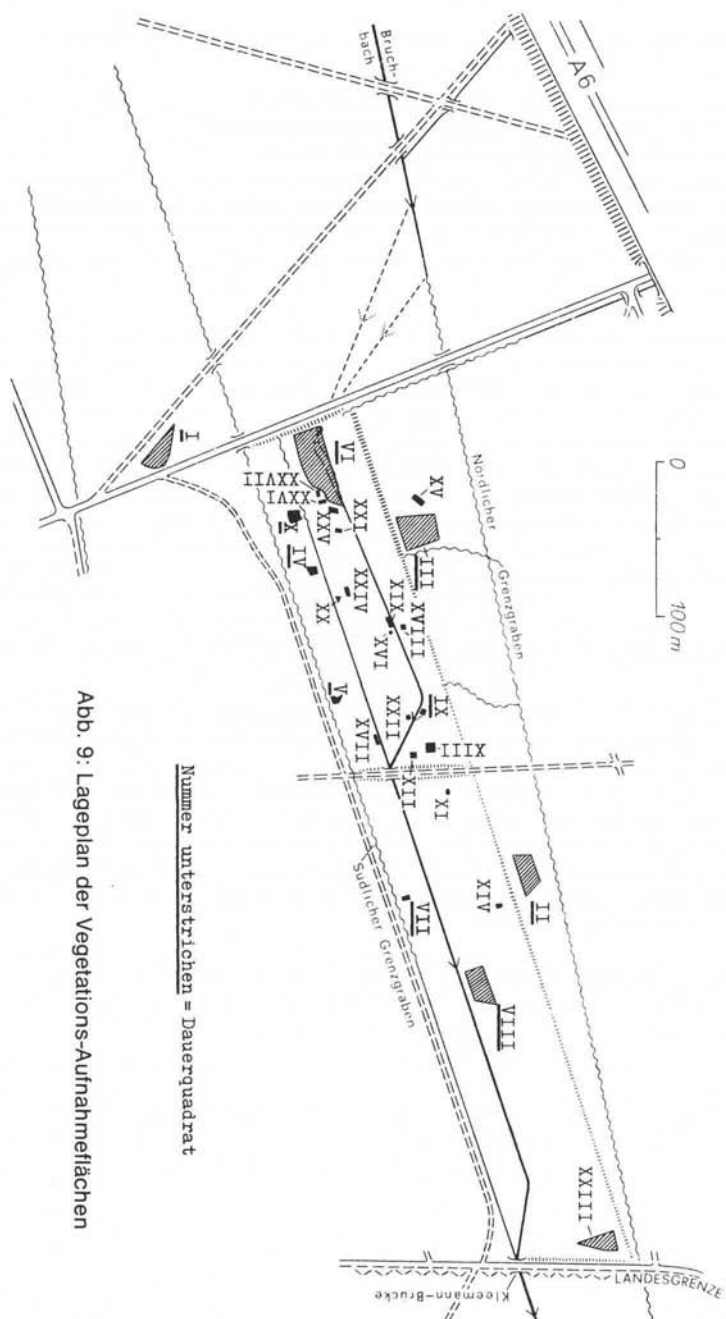 A6
Bruch-
bach
0
100m
Nördlicher
Grenzgraben
I
VI
XXVII
XXVI
XXV
XXI
X
IV
XX
XXIV
XV
III
XIX
XVIII
XVI
V
XVII
XXII
IX
XIII
XII
XI
VII
XIV
II
VIII
XXIII
Südlicher Grenzgraben
LANDESGRENZE
Kleemann-Brücke
Nummer unterstrichen = Dauerquadrat
Abb. 9: Lageplan der Vegetations-Aufnahmeflächen